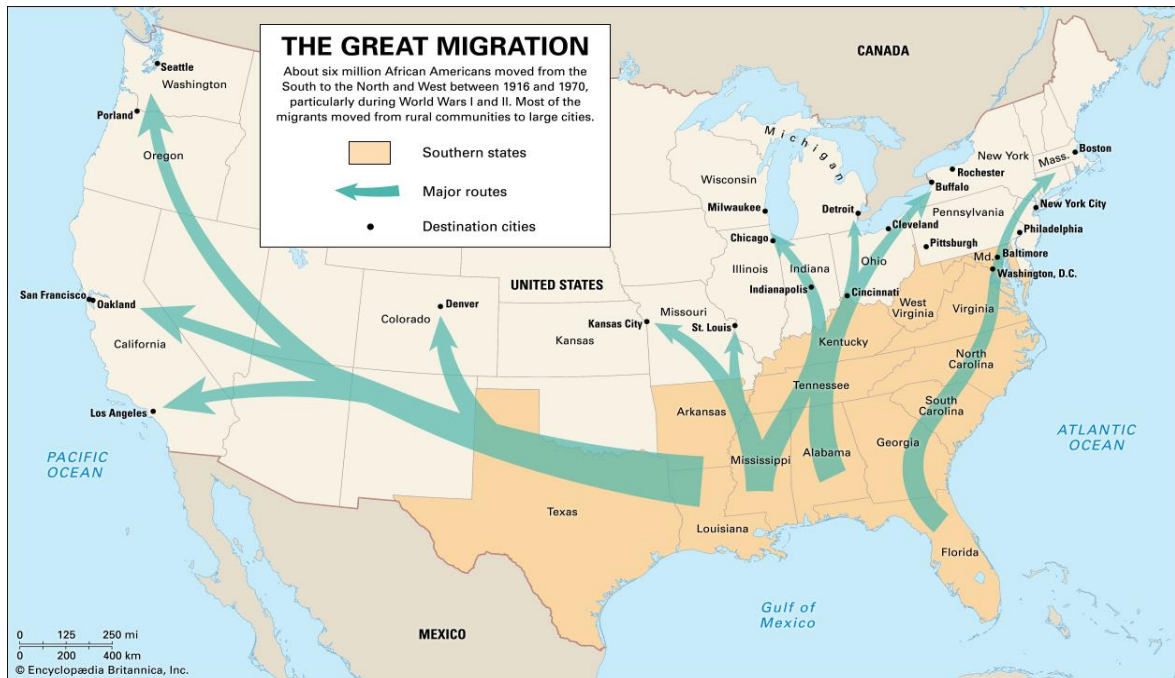 THE GREAT MIGRATION
About six million African Americans moved from the
South to the North and West between 1916 and 1970,
particularly during World Wars I and II. Most of the
migrants moved from rural communities to large cities.
Southern states
Major routes
Destination cities
CANADA
Seattle
Washington
Porland
Oregon
Michigan
Wisconsin
Milwaukee
Detroit
Chicago
New York
Mass.
Boston
Rochester
Buffalo
New York City
Pennsylvania
Cleveland
Philadelphia
Pittsburgh
Md.
Baltimore
Washington, D.C.
Illinois
Indiana
Ohio
Indianapolis
Cincinnati
West
Virginia
Virginia
UNITED STATES
San Francisco
Oakland
California
Denver
Colorado
Kansas City
Missouri
St. Louis
Kansas
Kentucky
North
Carolina
Tennessee
South
Carolina
Arkansas
Los Angeles
Georgia
Mississippi
Alabama
PACIFIC
OCEAN
ATLANTIC
OCEAN
Texas
Louisiana
Florida
Gulf of
Mexico
MEXICO
0 125 250 mi
0 200 400 km
© Encyclopædia Britannica, Inc.